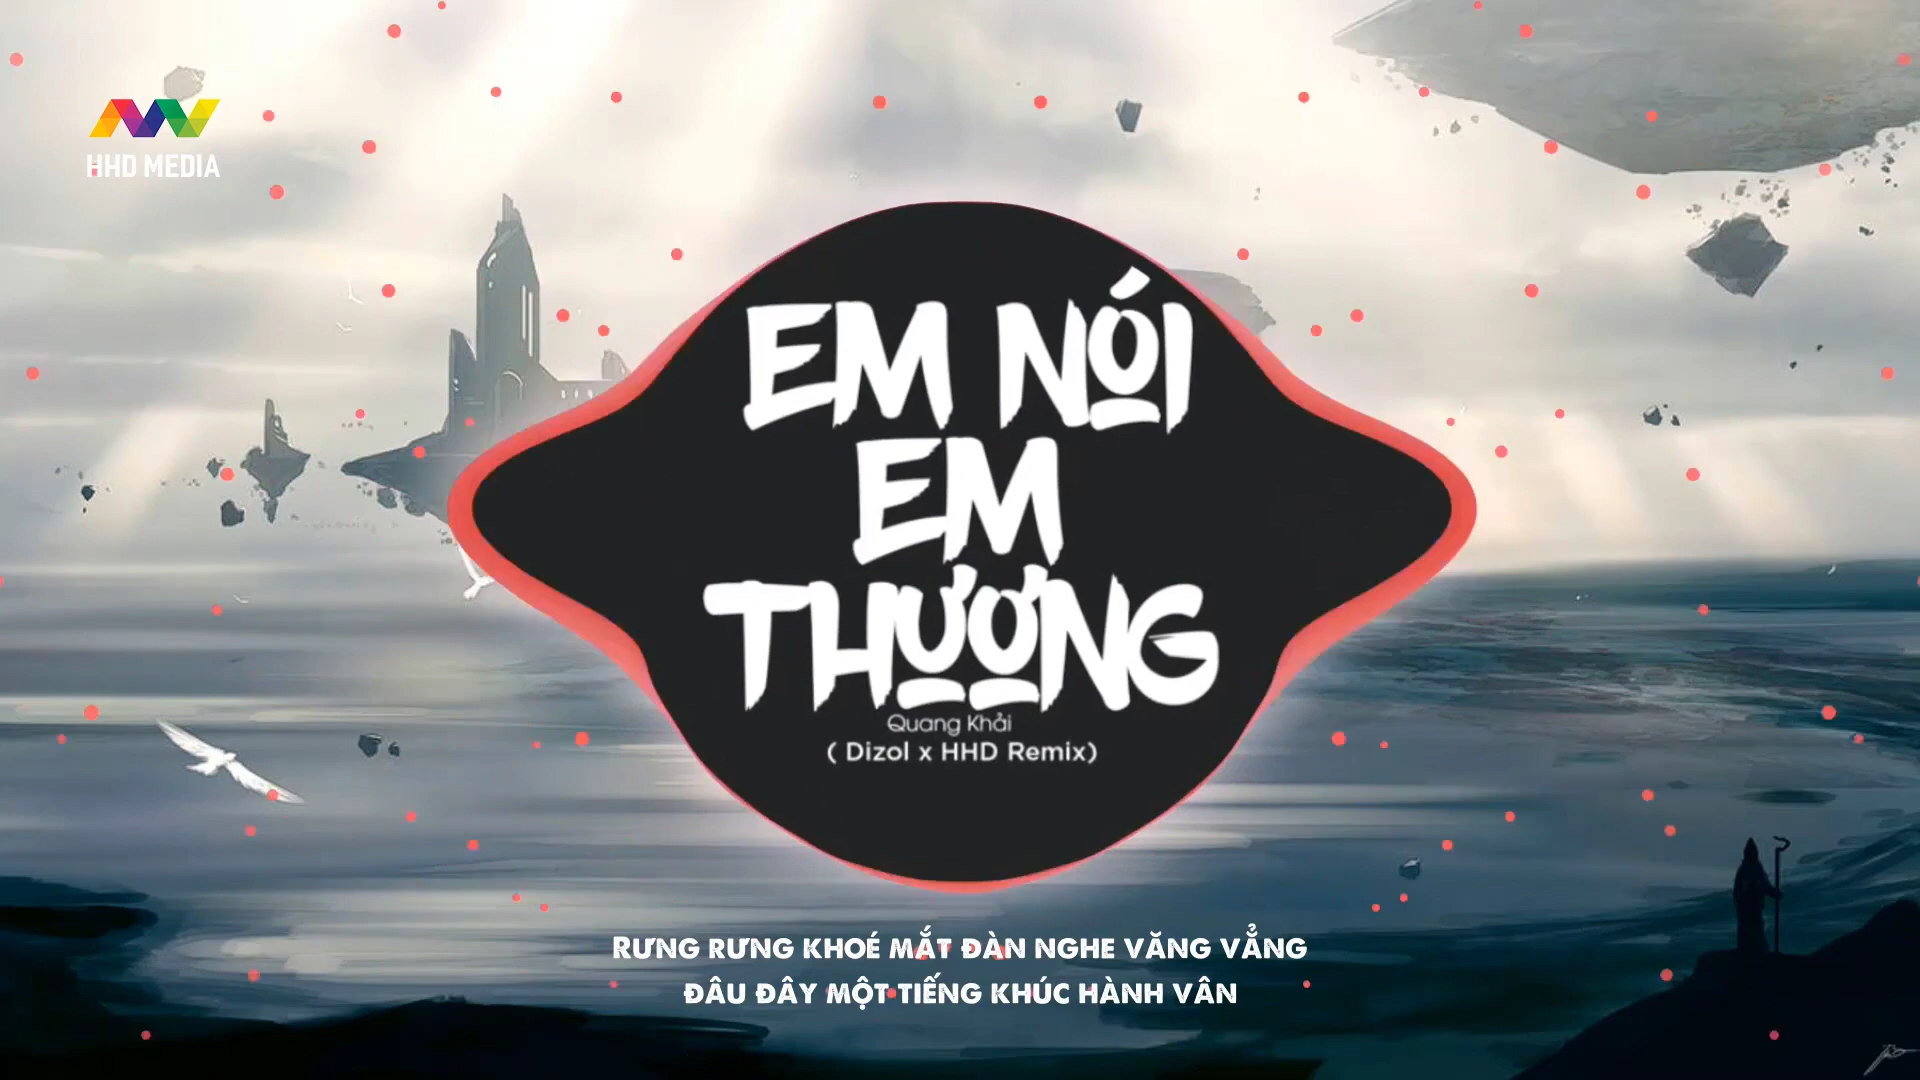 HHD MEDIA
EM NÓI
EM
THƯƠNG
Quang Khải
( Dizol x HHD Remix)
RƯNG RƯNG KHOÉ MẮT ĐÀN NGHE VĂNG VẲNG
ĐÂU ĐÂY MỘT TIẾNG KHÚC HÀNH VÂN